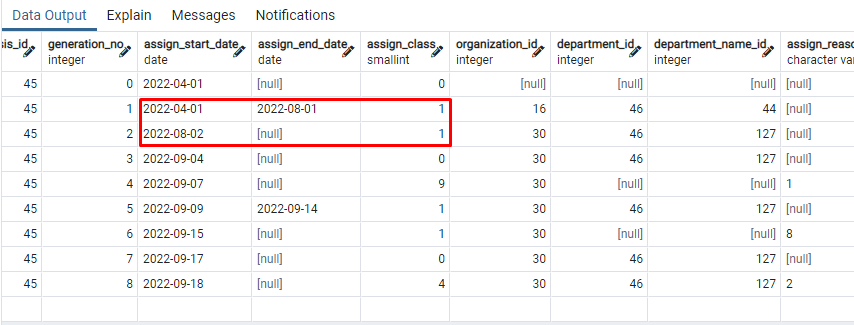 Data Output Explain Messages Notifications
sis_id generation_no assign_start_date assign_end_date assign_class organization_id department_id department_name_id assign_reaso
integer date date smallint integer integer integer character var
45 0 2022-04-01 [null] 0 [null] [null] [null] [null]
45 1 2022-04-01 2022-08-01 1 16 46 44 [null]
45 2 2022-08-02 [null] 1 30 46 127 [null]
45 3 2022-09-04 [null] 0 30 46 127 [null]
45 4 2022-09-07 [null] 9 30 [null] [null] 1
45 5 2022-09-09 2022-09-14 1 30 46 127 [null]
45 6 2022-09-15 [null] 1 30 [null] [null] 8
45 7 2022-09-17 [null] 0 30 46 127 [null]
45 8 2022-09-18 [null] 4 30 46 127 2